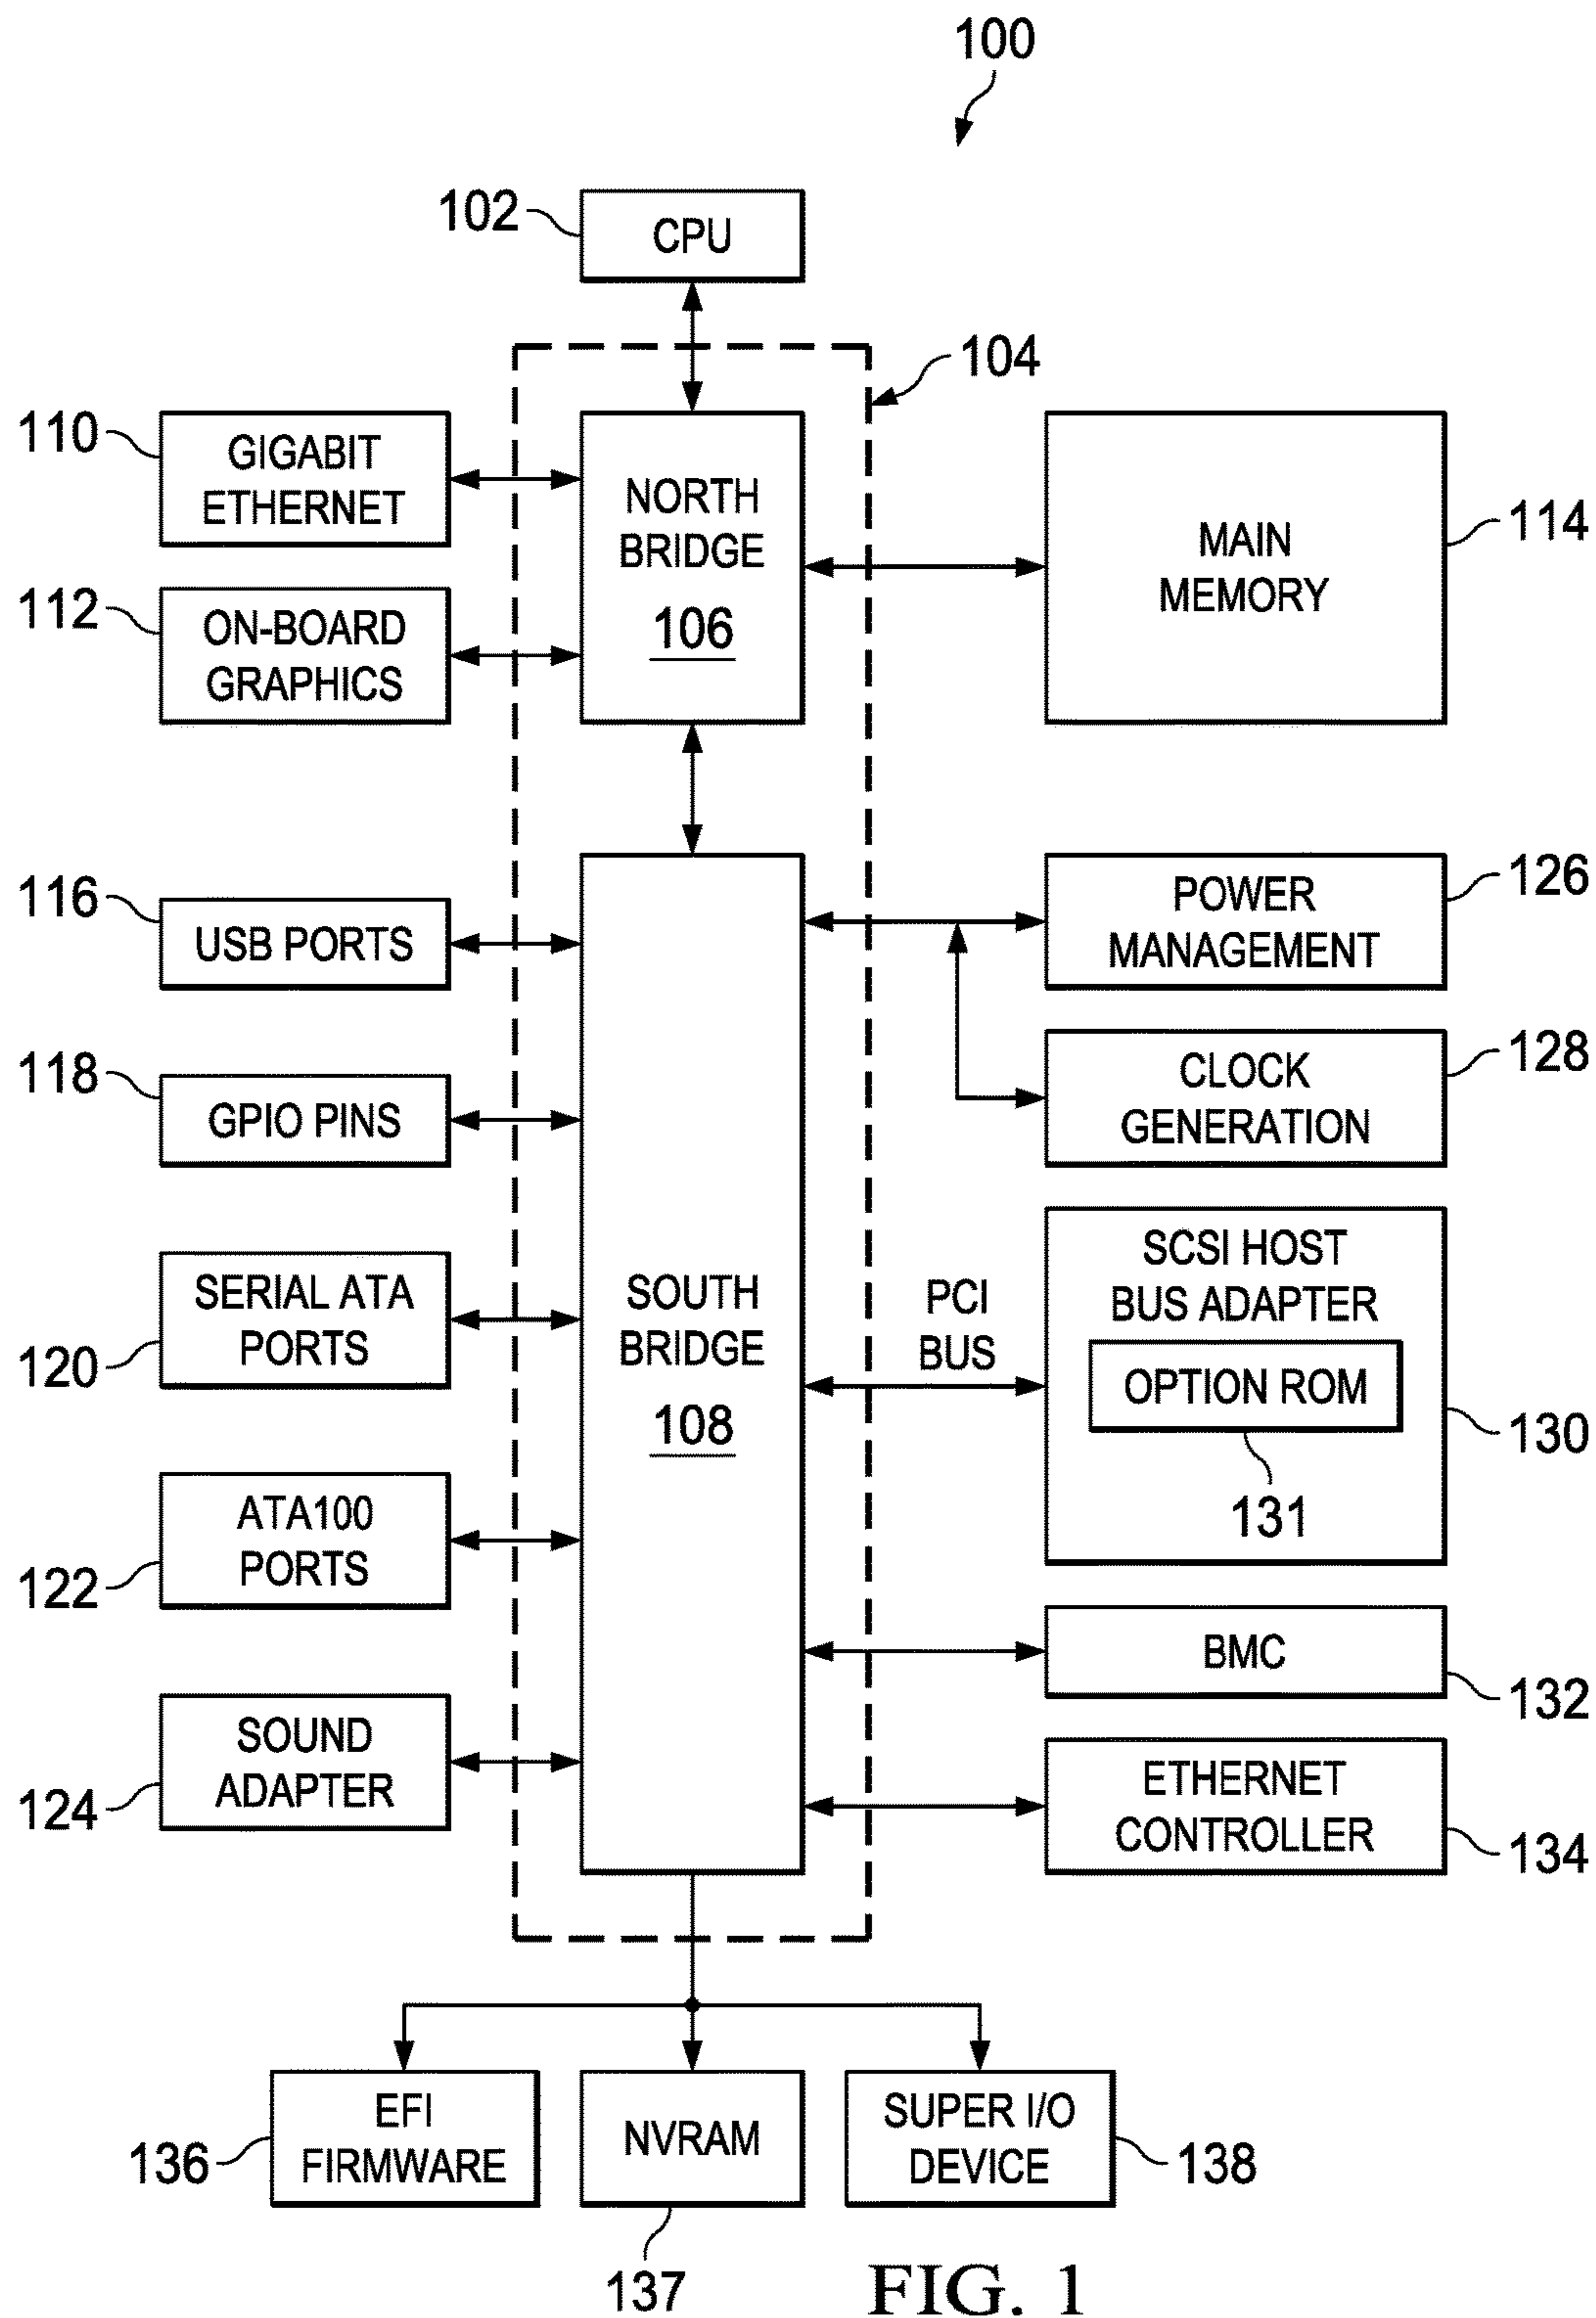 100
102
CPU
104
110
GIGABIT
ETHERNET
NORTH
BRIDGE
106
MAIN
MEMORY
114
112
ON-BOARD
GRAPHICS
116
USB PORTS
POWER
MANAGEMENT
126
118
GPIO PINS
CLOCK
GENERATION
128
SERIAL ATA
PORTS
120
SOUTH
BRIDGE
108
PCI
BUS
SCSI HOST
BUS ADAPTER
OPTION ROM
131
130
ATA100
PORTS
122
BMC
132
SOUND
ADAPTER
124
ETHERNET
CONTROLLER
134
EFI
FIRMWARE
136
NVRAM
137
SUPER I/O
DEVICE
138
FIG. 1